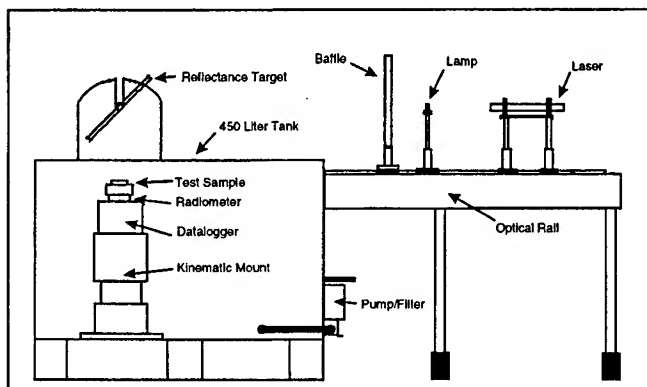 Reflectance Target
Baffle
Lamp
Laser
450 Liter Tank
Test Sample
Radiometer
Datalogger
Kinematic Mount
Optical Rail
Pump/Filter